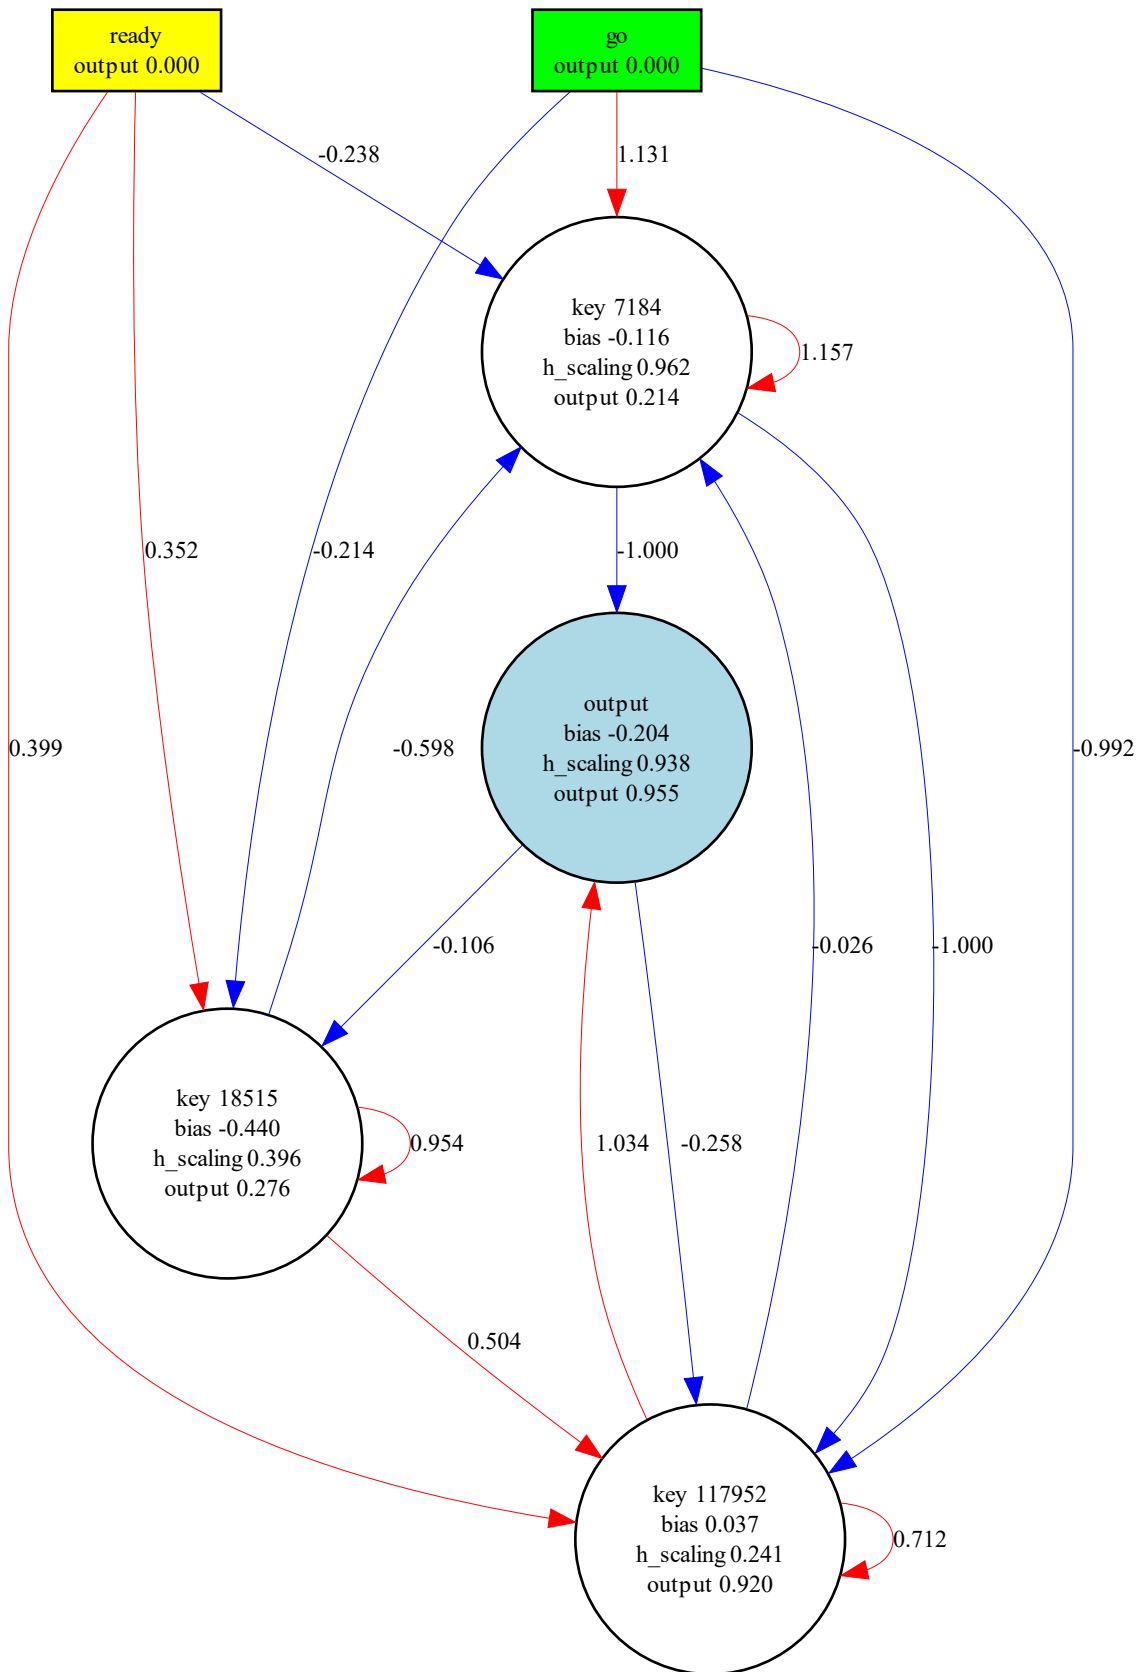 ready
output 0.000
go
output 0.000
-0.238
1.131
key 7184
bias -0.116
h_scaling 0.962
output 0.214
1.157
0.352
-0.214
-1.000
output
bias -0.204
h_scaling 0.938
output 0.955
0.399
-0.598
-0.992
-0.106
-0.026
-1.000
key 18515
bias -0.440
h_scaling 0.396
output 0.276
0.954
1.034
-0.258
0.504
key 117952
bias 0.037
h_scaling 0.241
output 0.920
0.712